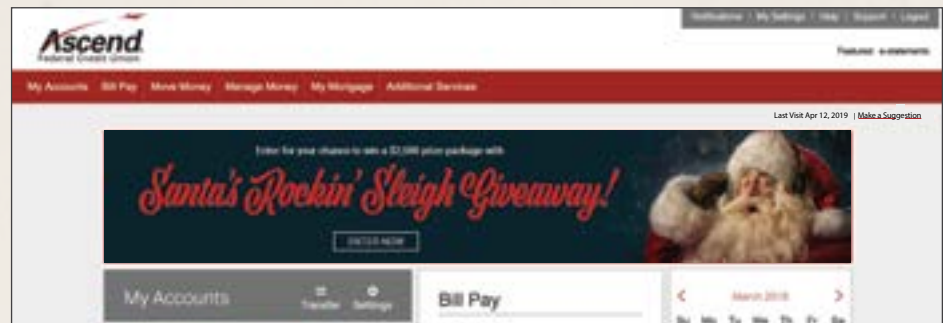 Notifications | My Settings | Help | Support | Logout
Ascend
Federal Credit Union
Featured: e-statements
My Accounts Bill Pay Move Money Manage Money My Mortgage Additional Services
Last Visit Apr 12, 2019 | Make a Suggestion
Enter for your chance to win a $2,500 prize package with
Santa's Rockin' Sleigh Giveaway!
ENTER NOW
My Accounts
Transfer Settings
Bill Pay
March 2019
Su Mo Tu We Th Fr Sa